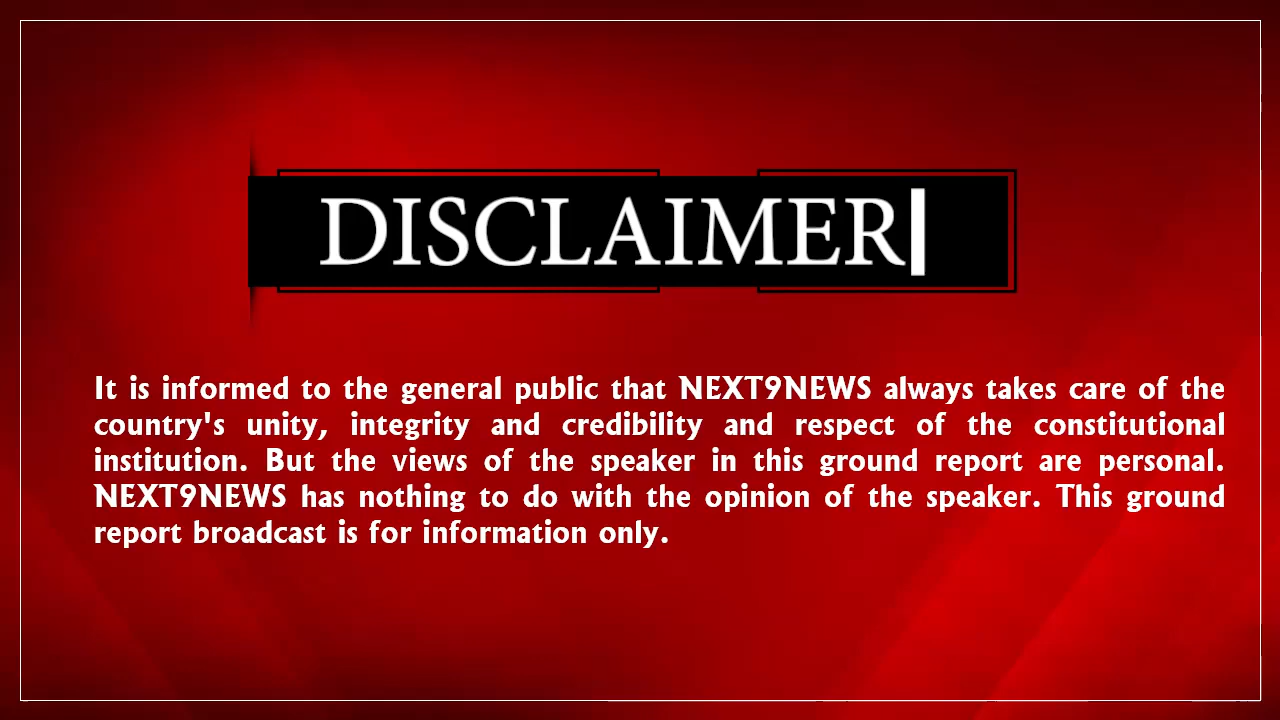 DISCLAIMER
It is informed to the general public that NEXT9NEWS always takes care of the
country's unity, integrity and credibility and respect of the constitutional
institution. But the views of the speaker in this ground report are personal.
NEXT9NEWS has nothing to do with the opinion of the speaker. This ground
report broadcast is for information only.